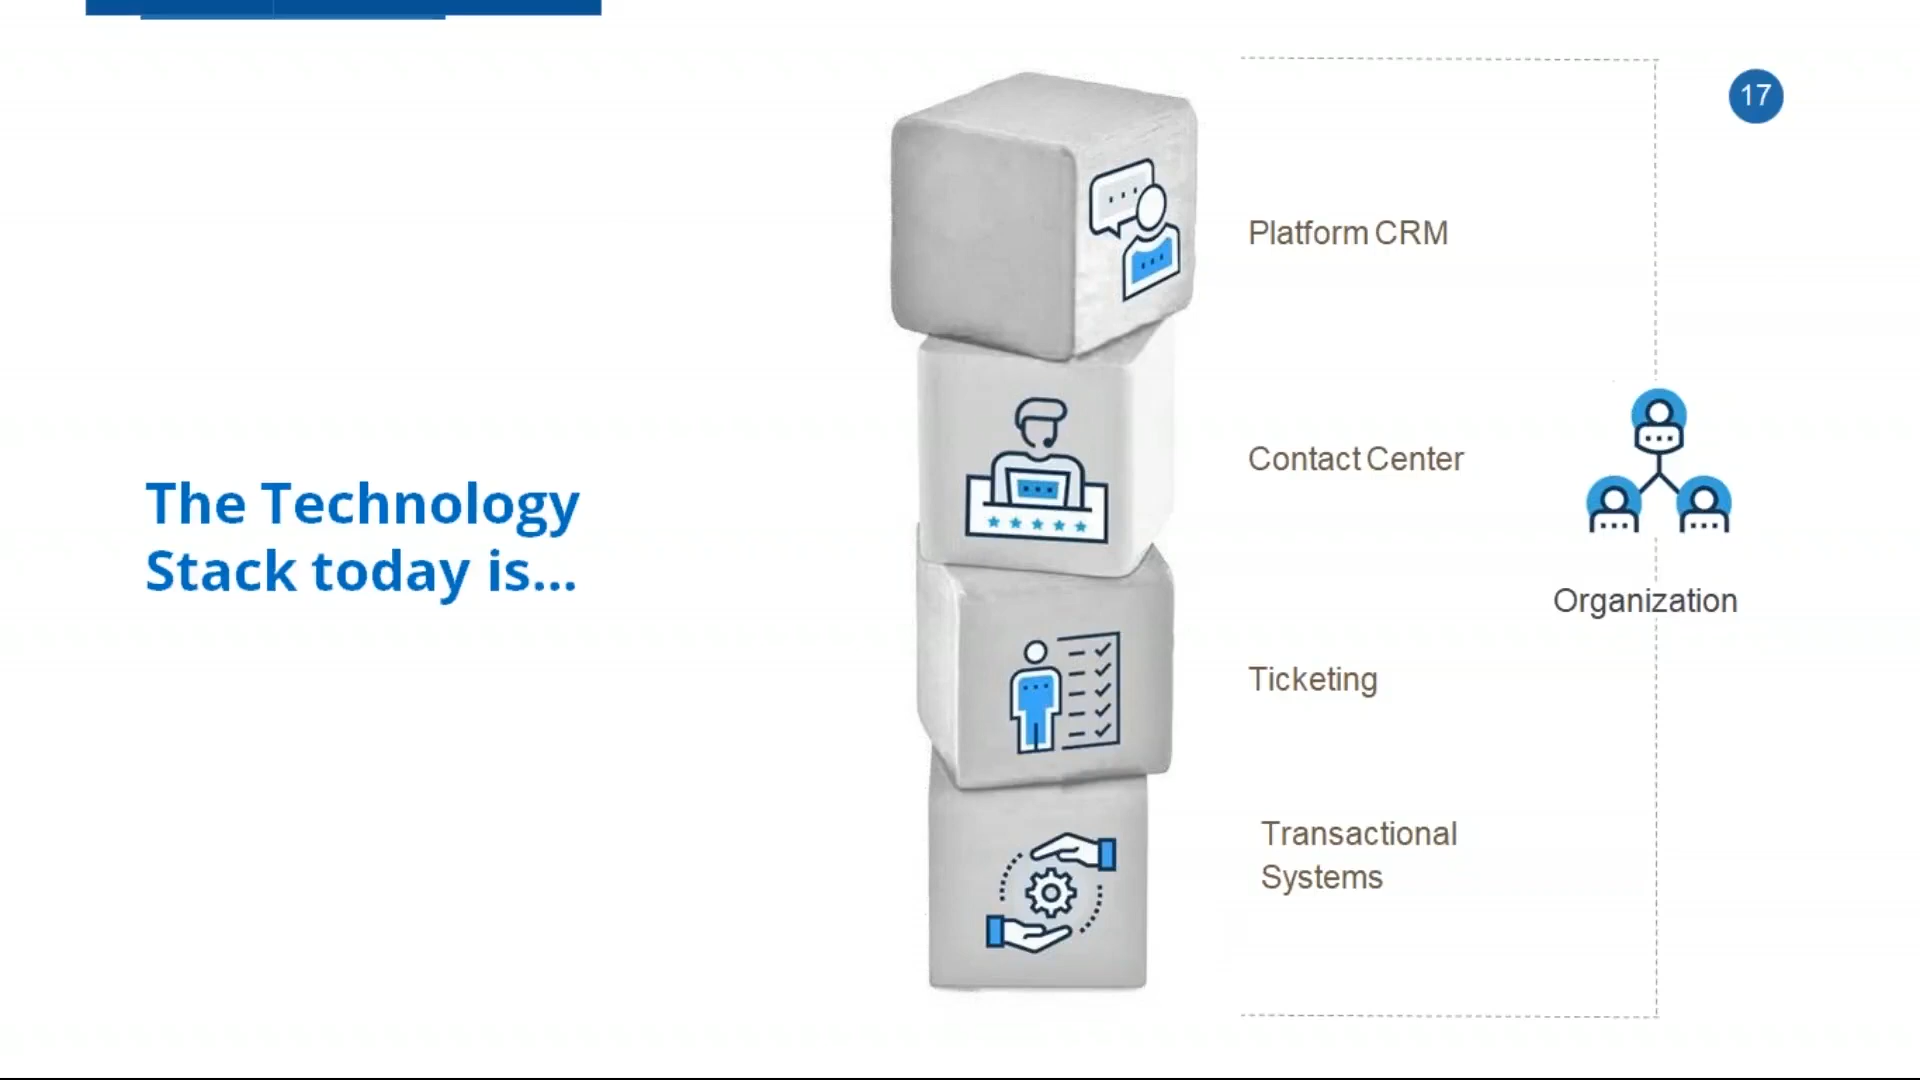 17
The Technology
Stack today is...
Platform CRM
Contact Center
Ticketing
Transactional
Systems
Organization